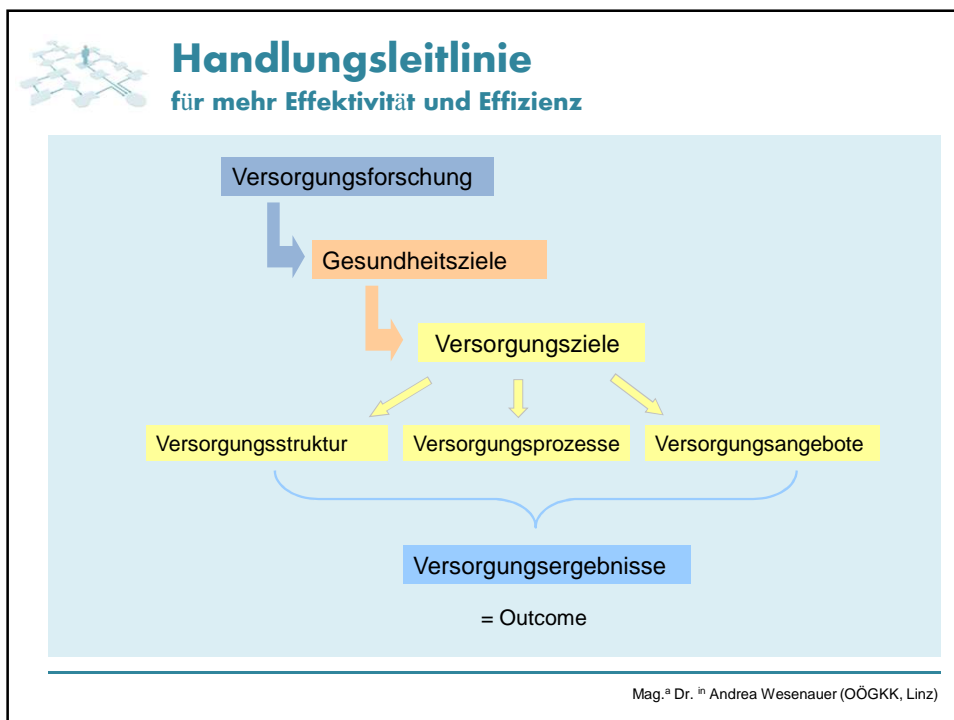 Handlungsleitlinie
für mehr Effektivität und Effizienz
Versorgungsforschung
Gesundheitsziele
Versorgungsziele
Versorgungsstruktur
Versorgungsprozesse
Versorgungsangebote
Versorgungsergebnisse
= Outcome
Mag.ª Dr. ⁱⁿ Andrea Wesenauer (OÖGKK, Linz)